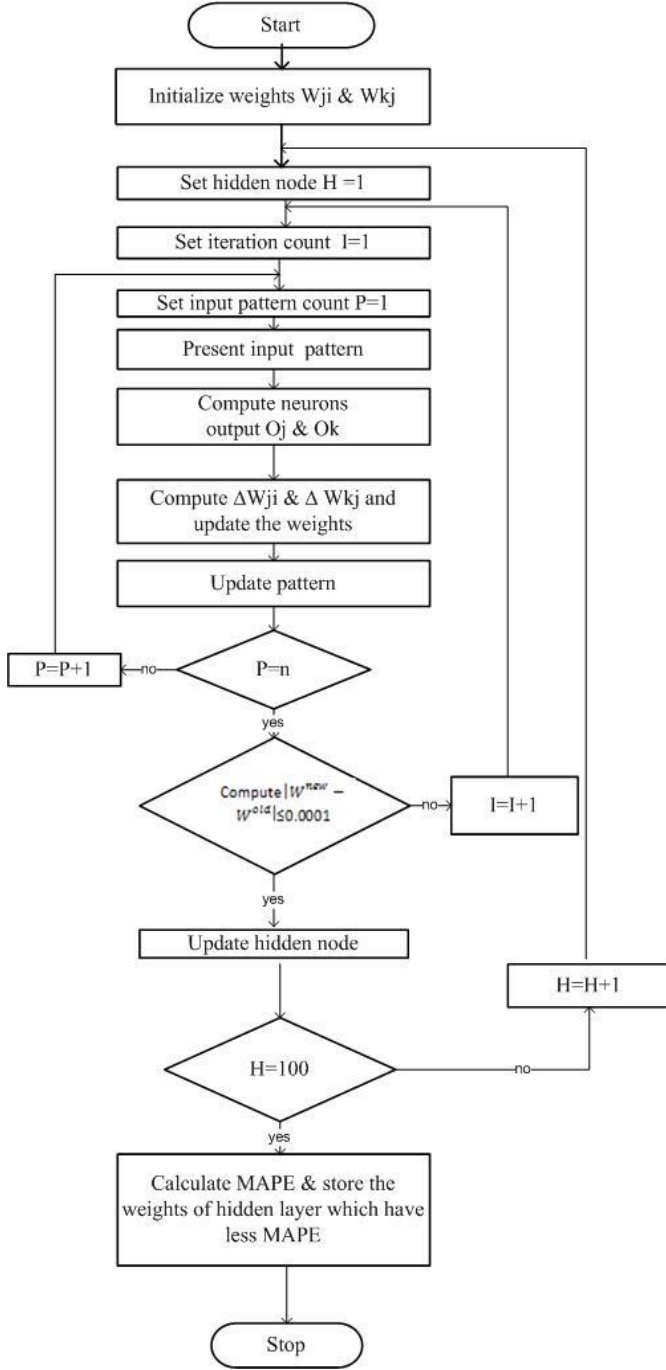 Start
Initialize weights Wji & Wkj
Set hidden node H =1
Set iteration count I=1
Set input pattern count P=1
Present input pattern
Compute neurons
output Oj & Ok
Compute ΔWji & Δ Wkj and
update the weights
Update pattern
P=P+1
no
P=n
yes
Compute|W^new −
W^old|≤0.0001
no
I=I+1
yes
Update hidden node
H=H+1
H=100
no
yes
Calculate MAPE & store the
weights of hidden layer which have
less MAPE
Stop